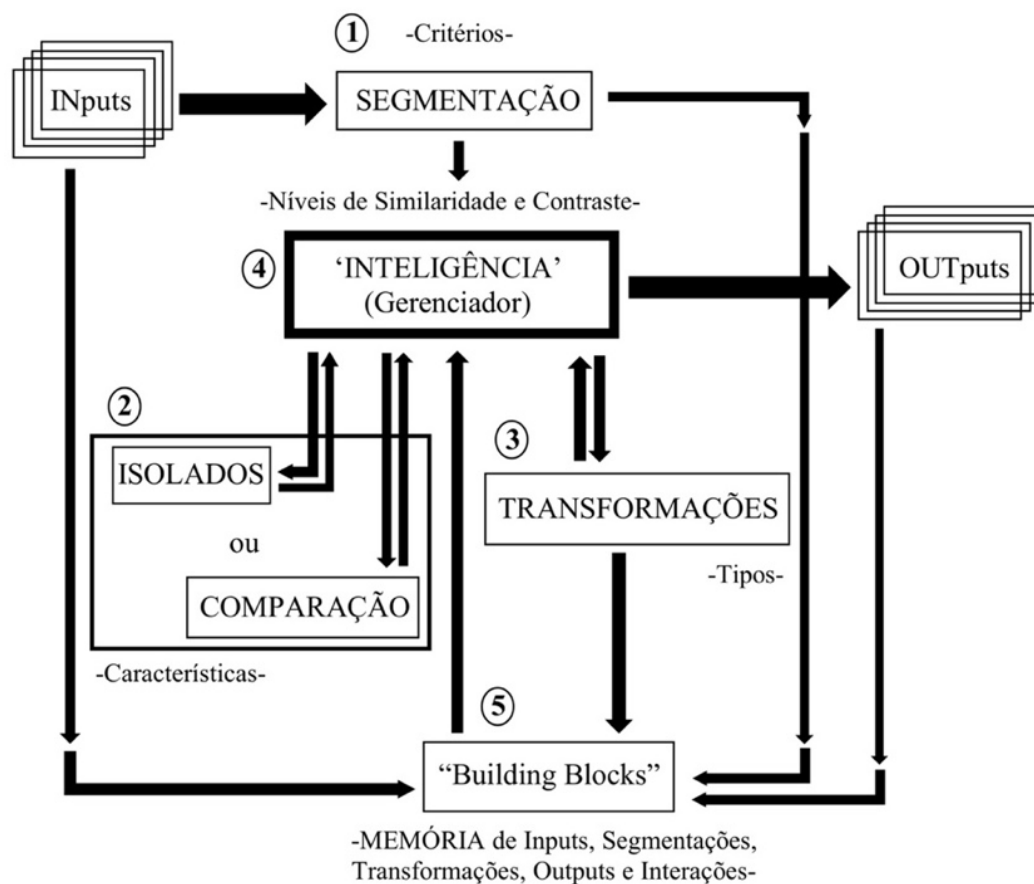 ① -Critérios-
INputs
SEGMENTAÇÃO
-Níveis de Similaridade e Contraste-
④
‘INTELIGÊNCIA’
(Gerenciador)
OUTputs
②
ISOLADOS
ou
COMPARAÇÃO
-Características-
③
TRANSFORMAÇÕES
-Tipos-
⑤
“Building Blocks”
-MEMÓRIA de Inputs, Segmentações,
Transformações, Outputs e Interações-